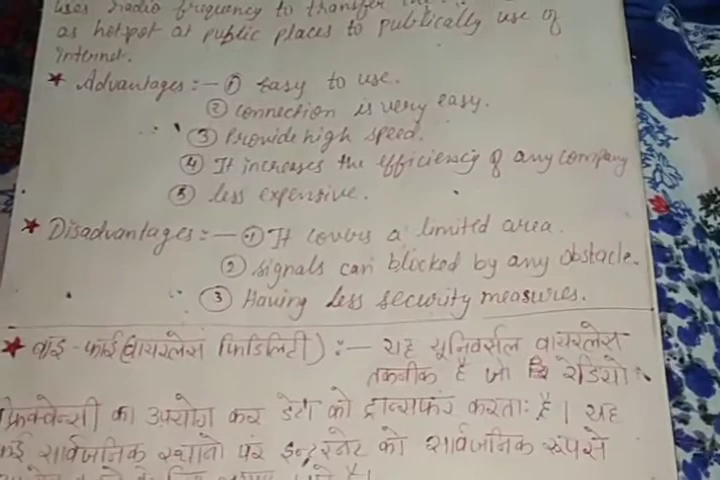 uses radio frequency to transfer the
as hotspot at public places to publically use of
internet.
* Advantages :- ① Easy to use.
② connection is very easy.
③ Provide high speed.
④ It increases the efficiency of any company
⑤ less expensive.
* Disadvantages :- ① It covers a limited area.
② signals can blocked by any obstacle.
③ Having less security measures.
* वाई-फाई (वायरलेस फिडिलिटी) :- यह यूनिवर्सल वायरलेस
तकनीक है जो रेडियो
फ्रिक्वेन्सी का उपयोग कर डेटा को ट्रान्सफर करता: है। यह
कई सार्वजनिक स्थानो पर इन्टरनेट को सार्वजनिक रूप से